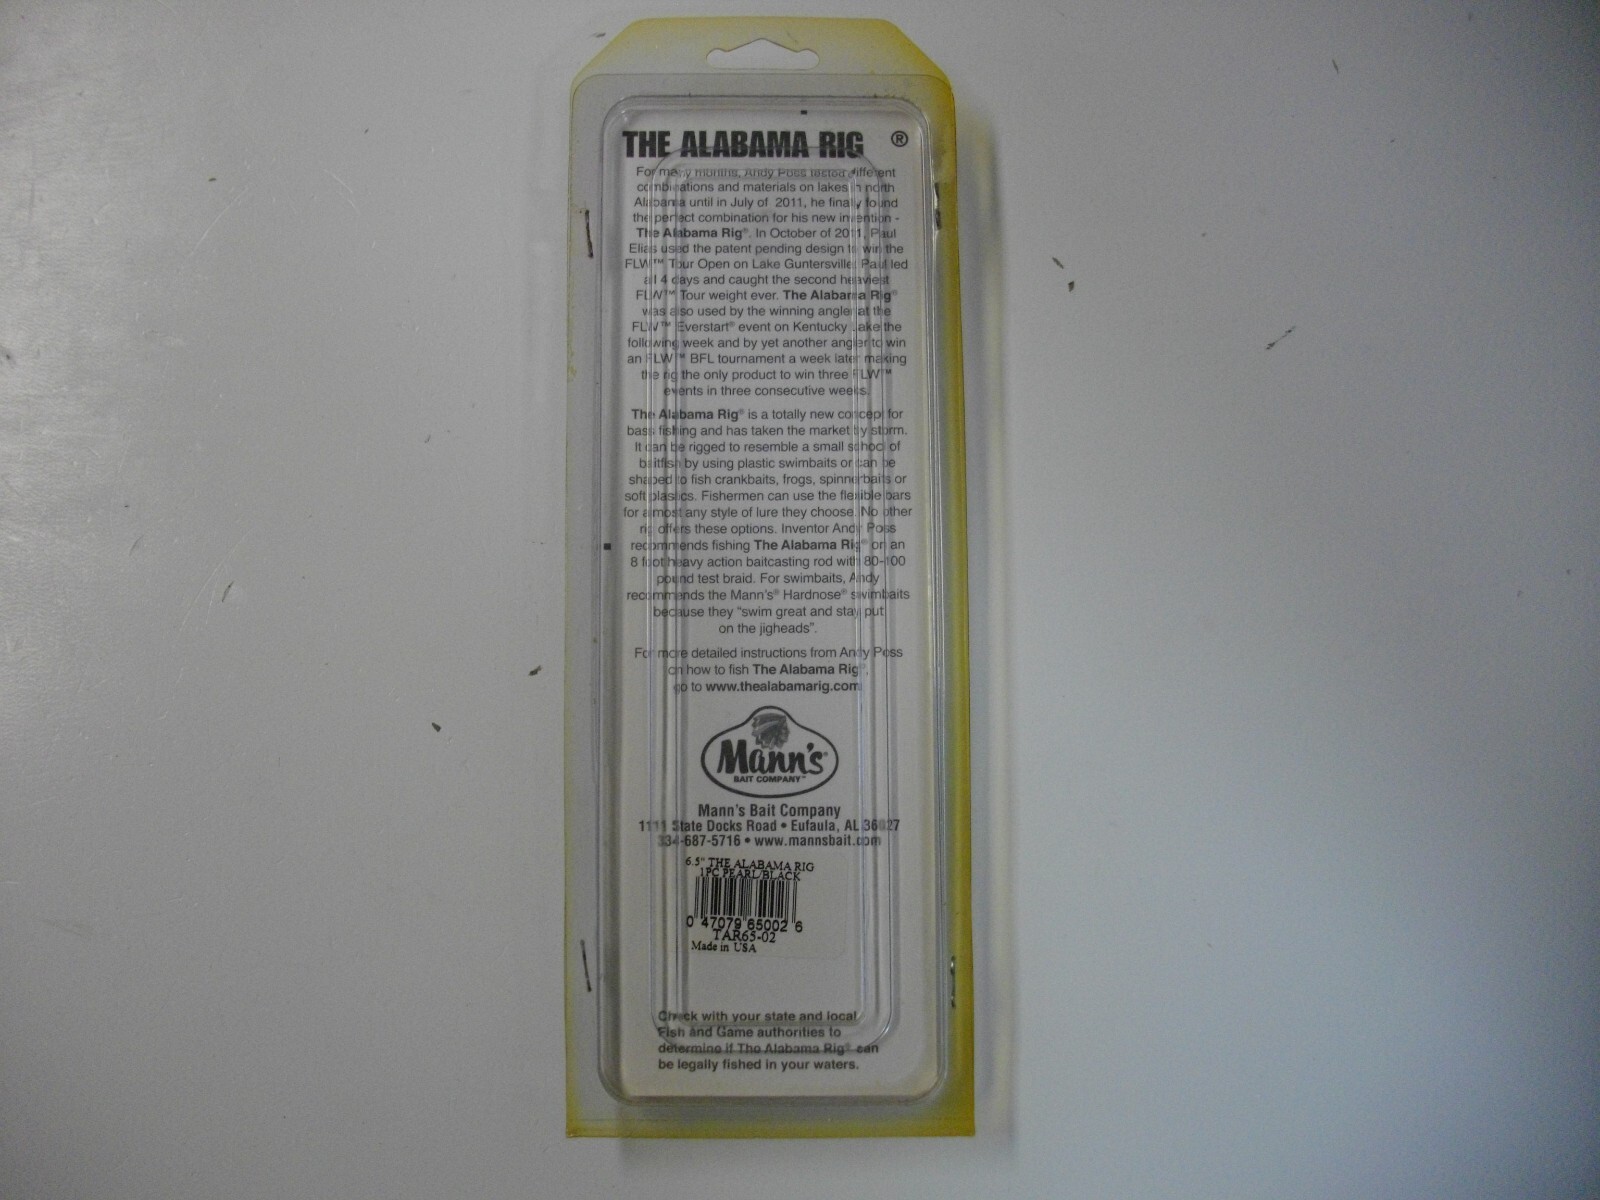 THE ALABAMA RIG ®
For many months, Andy Poss tested different
combinations and materials on lakes in north
Alabama until in July of 2011, he finally found
the perfect combination for his new invention -
The Alabama Rig®. In October of 2011, Paul
Elias used the patent pending design to win the
FLW™ Tour Open on Lake Guntersville. Paul led
all 4 days and caught the second heaviest
FLW™ Tour weight ever. The Alabama Rig®
was also used by the winning angler at the
FLW™ Everstart® event on Kentucky Lake the
following week and by yet another angler to win
an FLW™ BFL tournament a week later making
the rig the only product to win three FLW™
events in three consecutive weeks.
The Alabama Rig® is a totally new concept for
bass fishing and has taken the market by storm.
It can be rigged to resemble a small school of
baitfish by using plastic swimbaits or can be
shaped to fish crankbaits, frogs, spinnerbaits or
soft plastics. Fishermen can use the flexible bars
for almost any style of lure they choose. No other
rig offers these options. Inventor Andy Poss
recommends fishing The Alabama Rig® on an
8 foot heavy action baitcasting rod with 80-100
pound test braid. For swimbaits, Andy
recommends the Mann's® Hardnose® swimbaits
because they "swim great and stay put
on the jigheads".
For more detailed instructions from Andy Poss
on how to fish The Alabama Rig®,
go to www.thealabamarig.com
Mann's®
BAIT COMPANY™
Mann's Bait Company
1111 State Docks Road • Eufaula, AL 36027
334-687-5716 • www.mannsbait.com
6.5" THE ALABAMA RIG
1PC PEARL/BLACK
0 47079 65002 6
TAR65-02
Made in USA
Check with your state and local
Fish and Game authorities to
determine if The Alabama Rig® can
be legally fished in your waters.